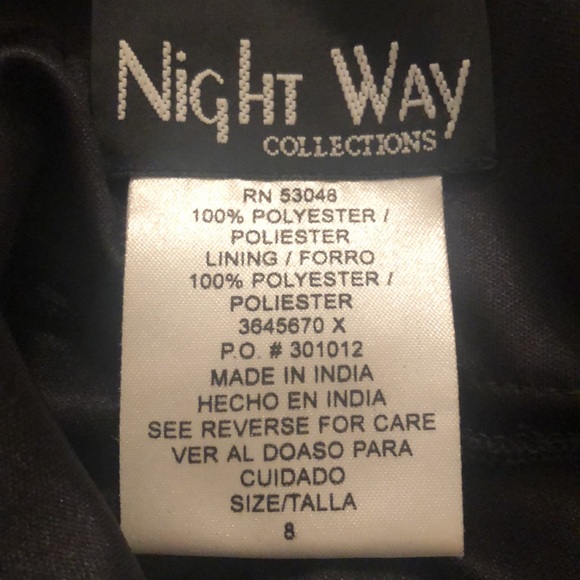 NigHT WAy
COLLECTIONS
RN 53048
100% POLYESTER /
POLIESTER
LINING / FORRO
100% POLYESTER /
POLIESTER
3645670 X
P.O. # 301012
MADE IN INDIA
HECHO EN INDIA
SEE REVERSE FOR CARE
VER AL DOASO PARA
CUIDADO
SIZE/TALLA
8